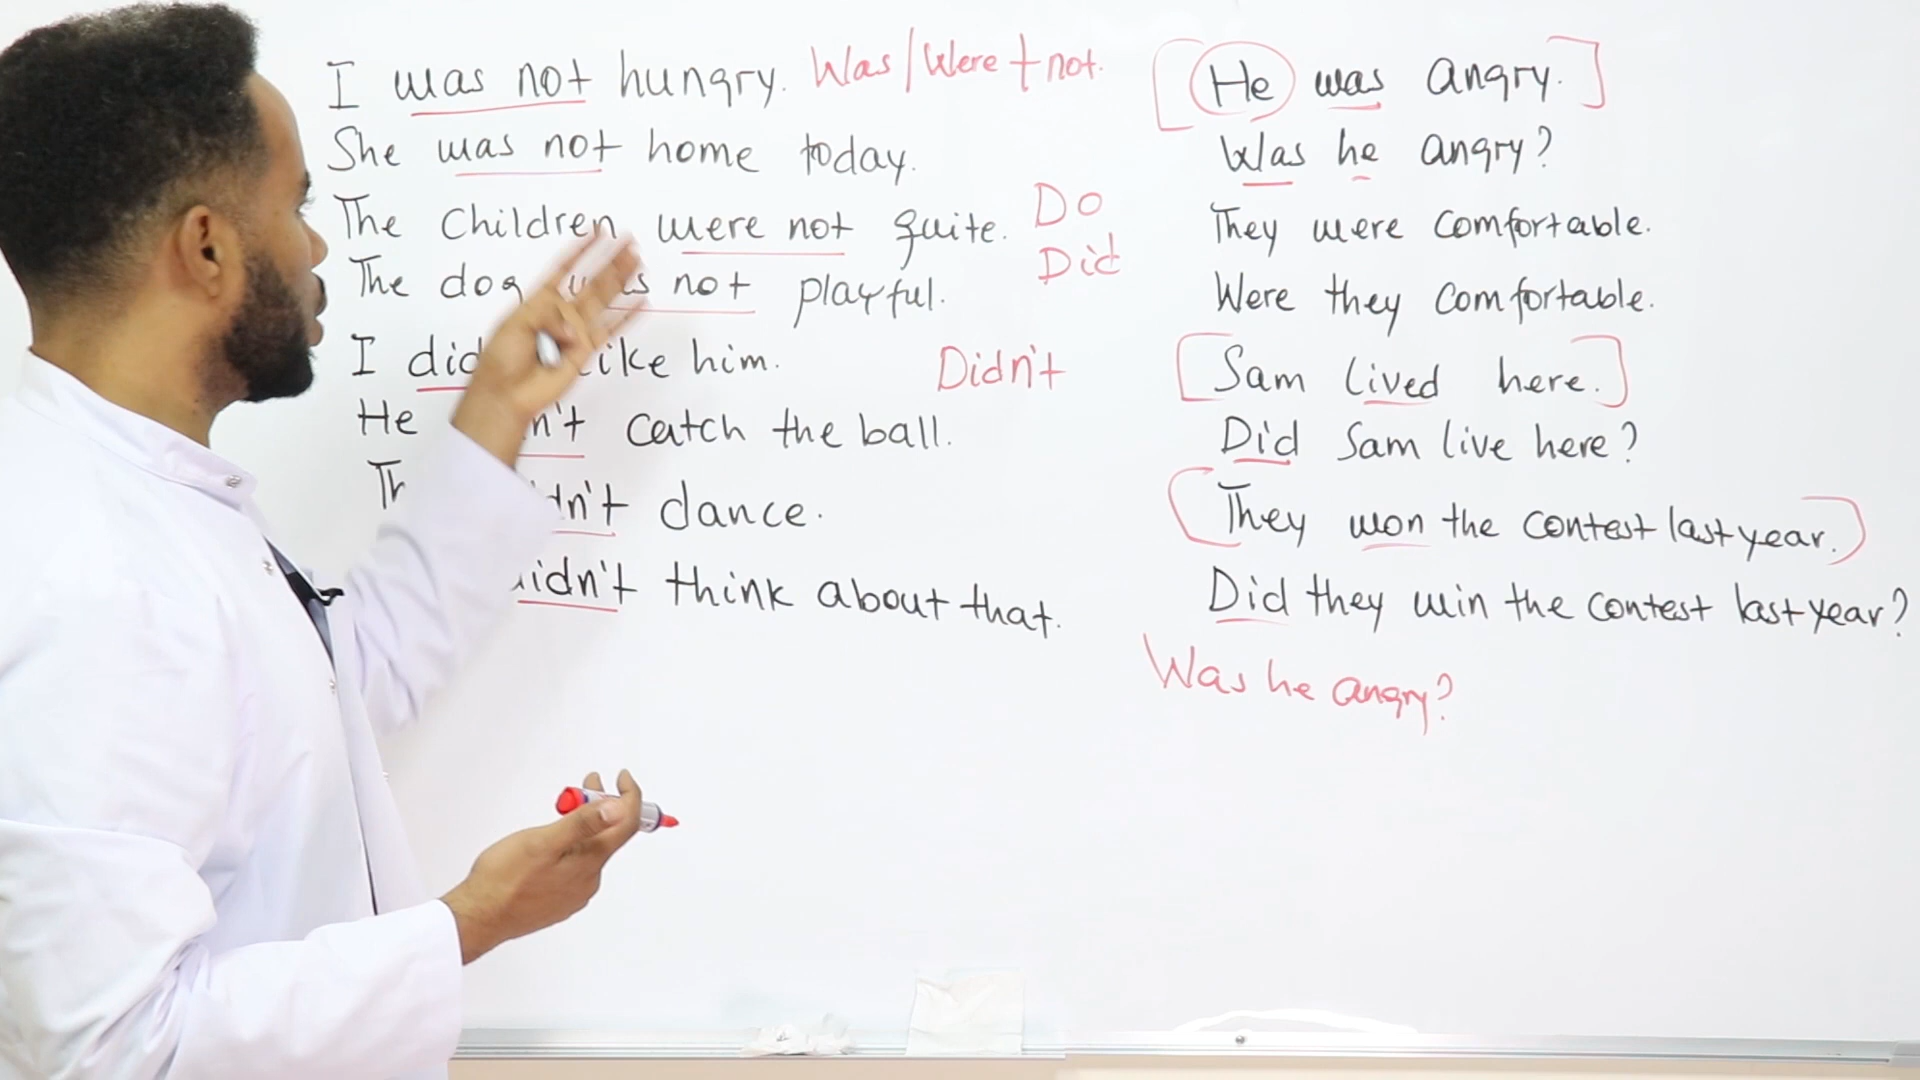 I was not hungry. Was/Were + not.
She was not home today.
The children were not quite.
The dog was not playful.
Do
Did
I like him.
Didn't
He catch the ball.
dance.
didn't think about that.
[He was angry.]
Was he angry?
They were comfortable.
Were they comfortable.
[Sam lived here.]
Did Sam live here?
[They won the contest last year.]
Did they win the contest last year?
Was he angry?